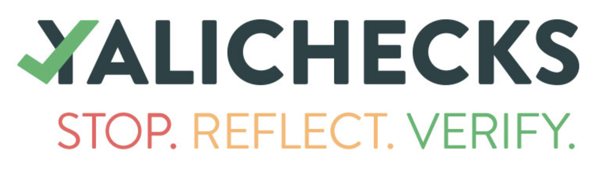 YALICHECKS
STOP. REFLECT. VERIFY.